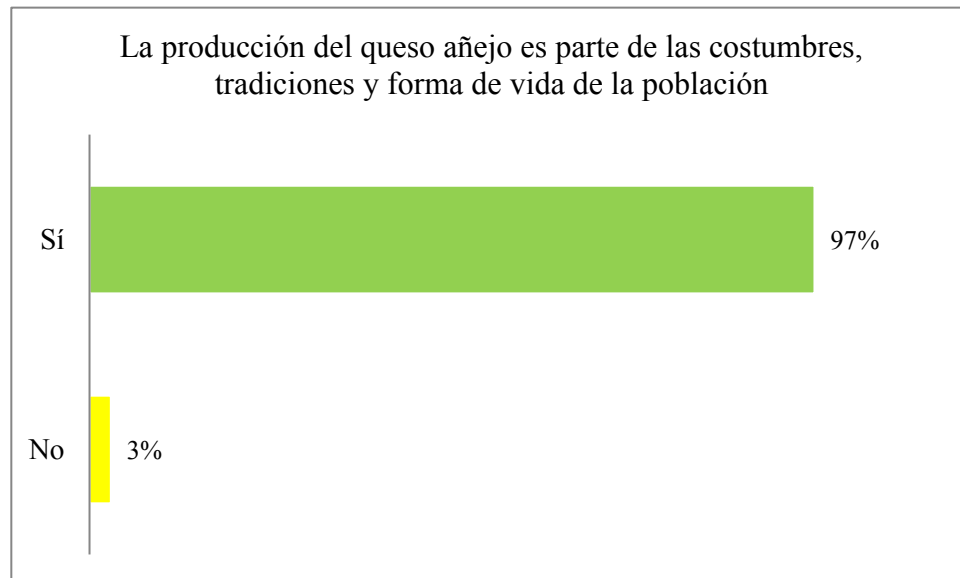 La producción del queso añejo es parte de las costumbres,
tradiciones y forma de vida de la población
Sí
97%
No
3%